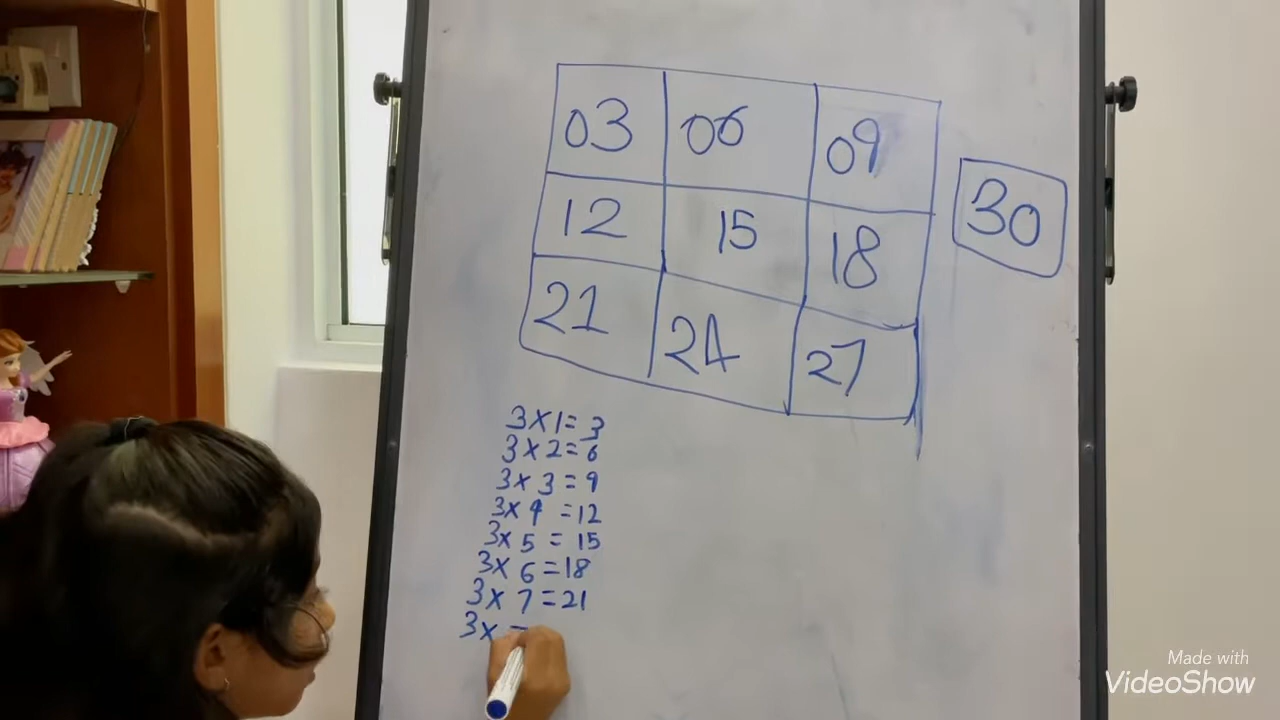 03 06 09
12 15 18 30
21 24 27
3x1=3
3x2=6
3x3=9
3x4=12
3x5=15
3x6=18
3x7=21
3x
Made with
VideoShow